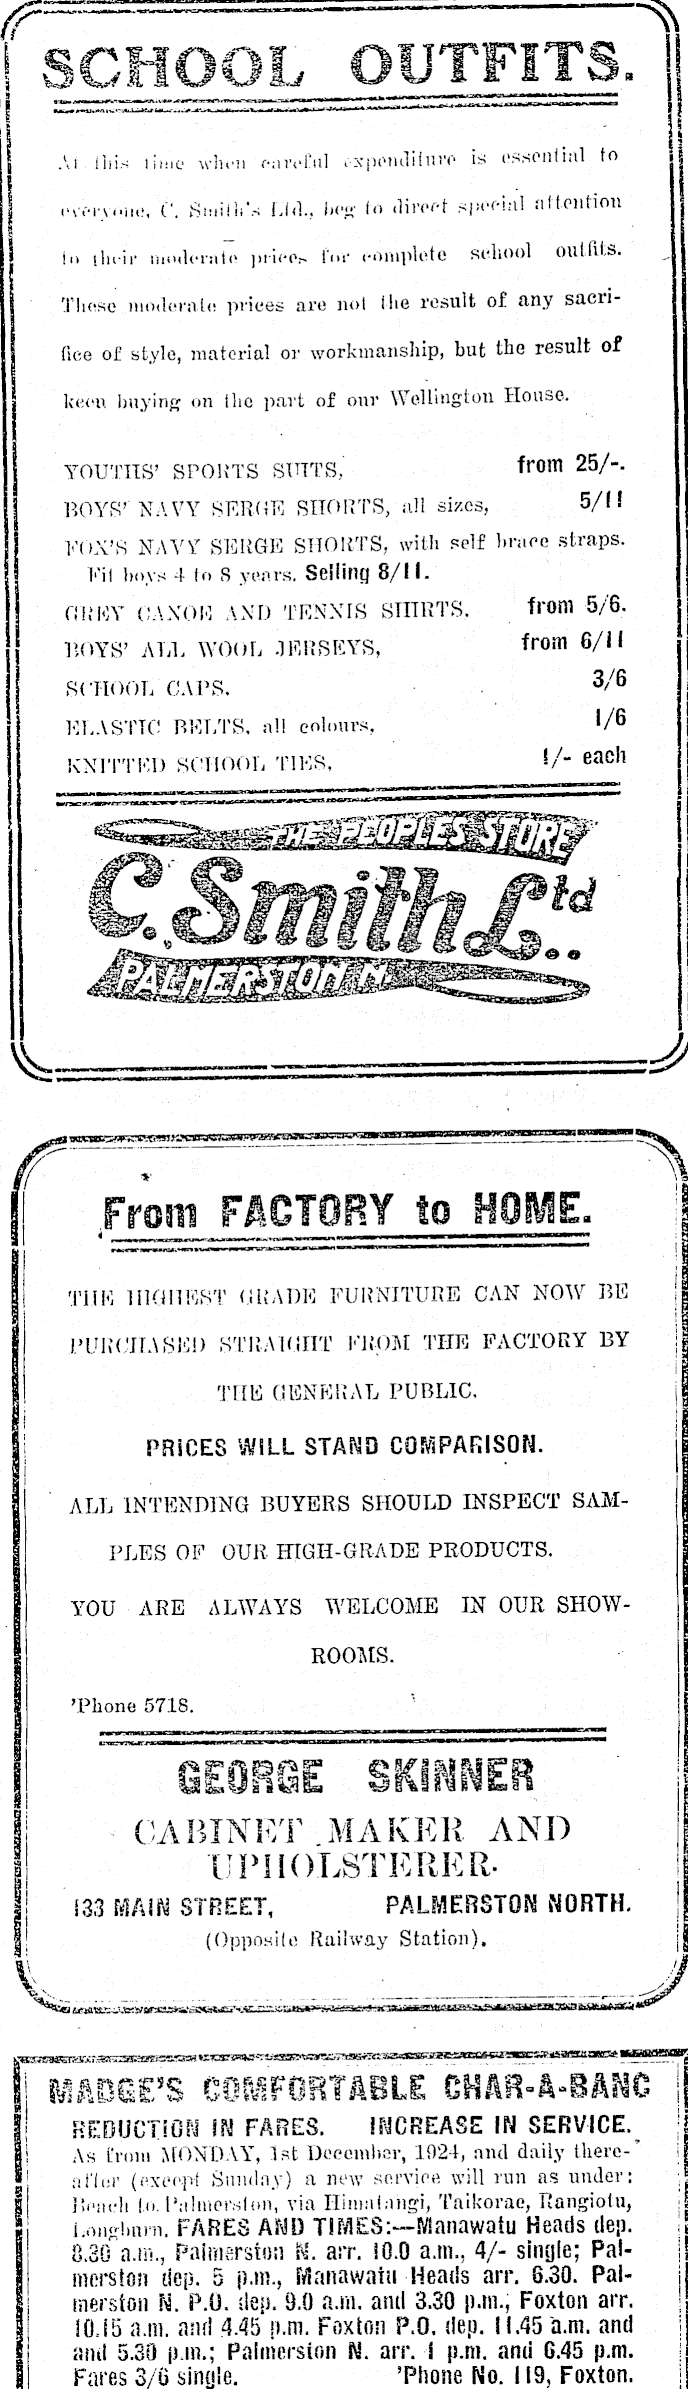 SCHOOL OUTFITS.
At this time when careful expenditure is essential to
everyone, C. Smith's Ltd., beg to direct special attention
to their moderate prices for complete school outfits.
These moderate prices are not the result of any sacri-
fice of style, material or workmanship, but the result of
keen buying on the part of our Wellington House.
YOUTHS' SPORTS SUITS, from 25/-.
BOYS' NAVY SERGE SHORTS, all sizes, 5/11
FOX'S NAVY SERGE SHORTS, with self brace straps.
Fit boys 4 to 8 years. Selling 8/11.
GREY CANOE AND TENNIS SHIRTS, from 5/6.
BOYS' ALL WOOL JERSEYS, from 6/11
SCHOOL CAPS, 3/6
ELASTIC BELTS, all colours, 1/6
KNITTED SCHOOL TIES, 1/- each
THE PEOPLES STORE
C. Smith Ltd..
PALMERSTON N.
From FACTORY to HOME.
THE HIGHEST GRADE FURNITURE CAN NOW BE
PURCHASED STRAIGHT FROM THE FACTORY BY
THE GENERAL PUBLIC.
PRICES WILL STAND COMPARISON.
ALL INTENDING BUYERS SHOULD INSPECT SAM-
PLES OF OUR HIGH-GRADE PRODUCTS.
YOU ARE ALWAYS WELCOME IN OUR SHOW-
ROOMS.
'Phone 5718.
GEORGE SKINNER
CABINET MAKER AND
UPHOLSTERER.
133 MAIN STREET, PALMERSTON NORTH.
(Opposite Railway Station).
MADGE'S COMFORTABLE CHAR-A-BANC
REDUCTION IN FARES. INCREASE IN SERVICE.
As from MONDAY, 1st December, 1924, and daily there-
after (except Sunday) a new service will run as under:
Beach to Palmerston, via Himatangi, Taikorae, Rangiotu,
Longburn. FARES AND TIMES:—Manawatu Heads dep.
8.30 a.m., Palmerston N. arr. 10.0 a.m., 4/- single; Pal-
merston dep. 5 p.m., Manawatu Heads arr. 6.30. Pal-
merston N. P.O. dep. 9.0 a.m. and 3.30 p.m., Foxton arr.
10.15 a.m. and 4.45 p.m. Foxton P.O. dep. 11.45 a.m. and
and 5.30 p.m.; Palmerston N. arr. 1 p.m. and 6.45 p.m.
Fares 3/6 single. 'Phone No. 119, Foxton.